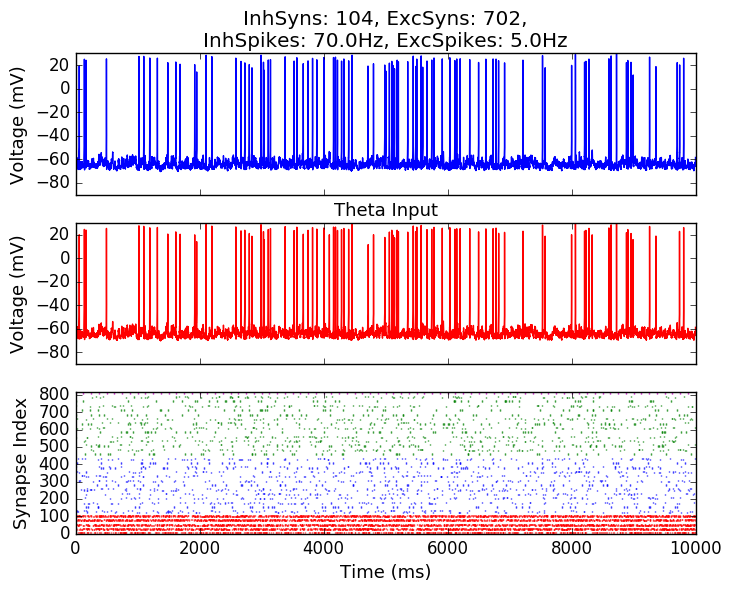 InhSyns: 104, ExcSyns: 702,
InhSpikes: 70.0Hz, ExcSpikes: 5.0Hz
20
0
−20
−40
−60
−80
Voltage (mV)
Theta Input
20
0
−20
−40
−60
−80
Voltage (mV)
800
700
600
500
400
300
200
100
0
Synapse Index
0 2000 4000 6000 8000 10000
Time (ms)